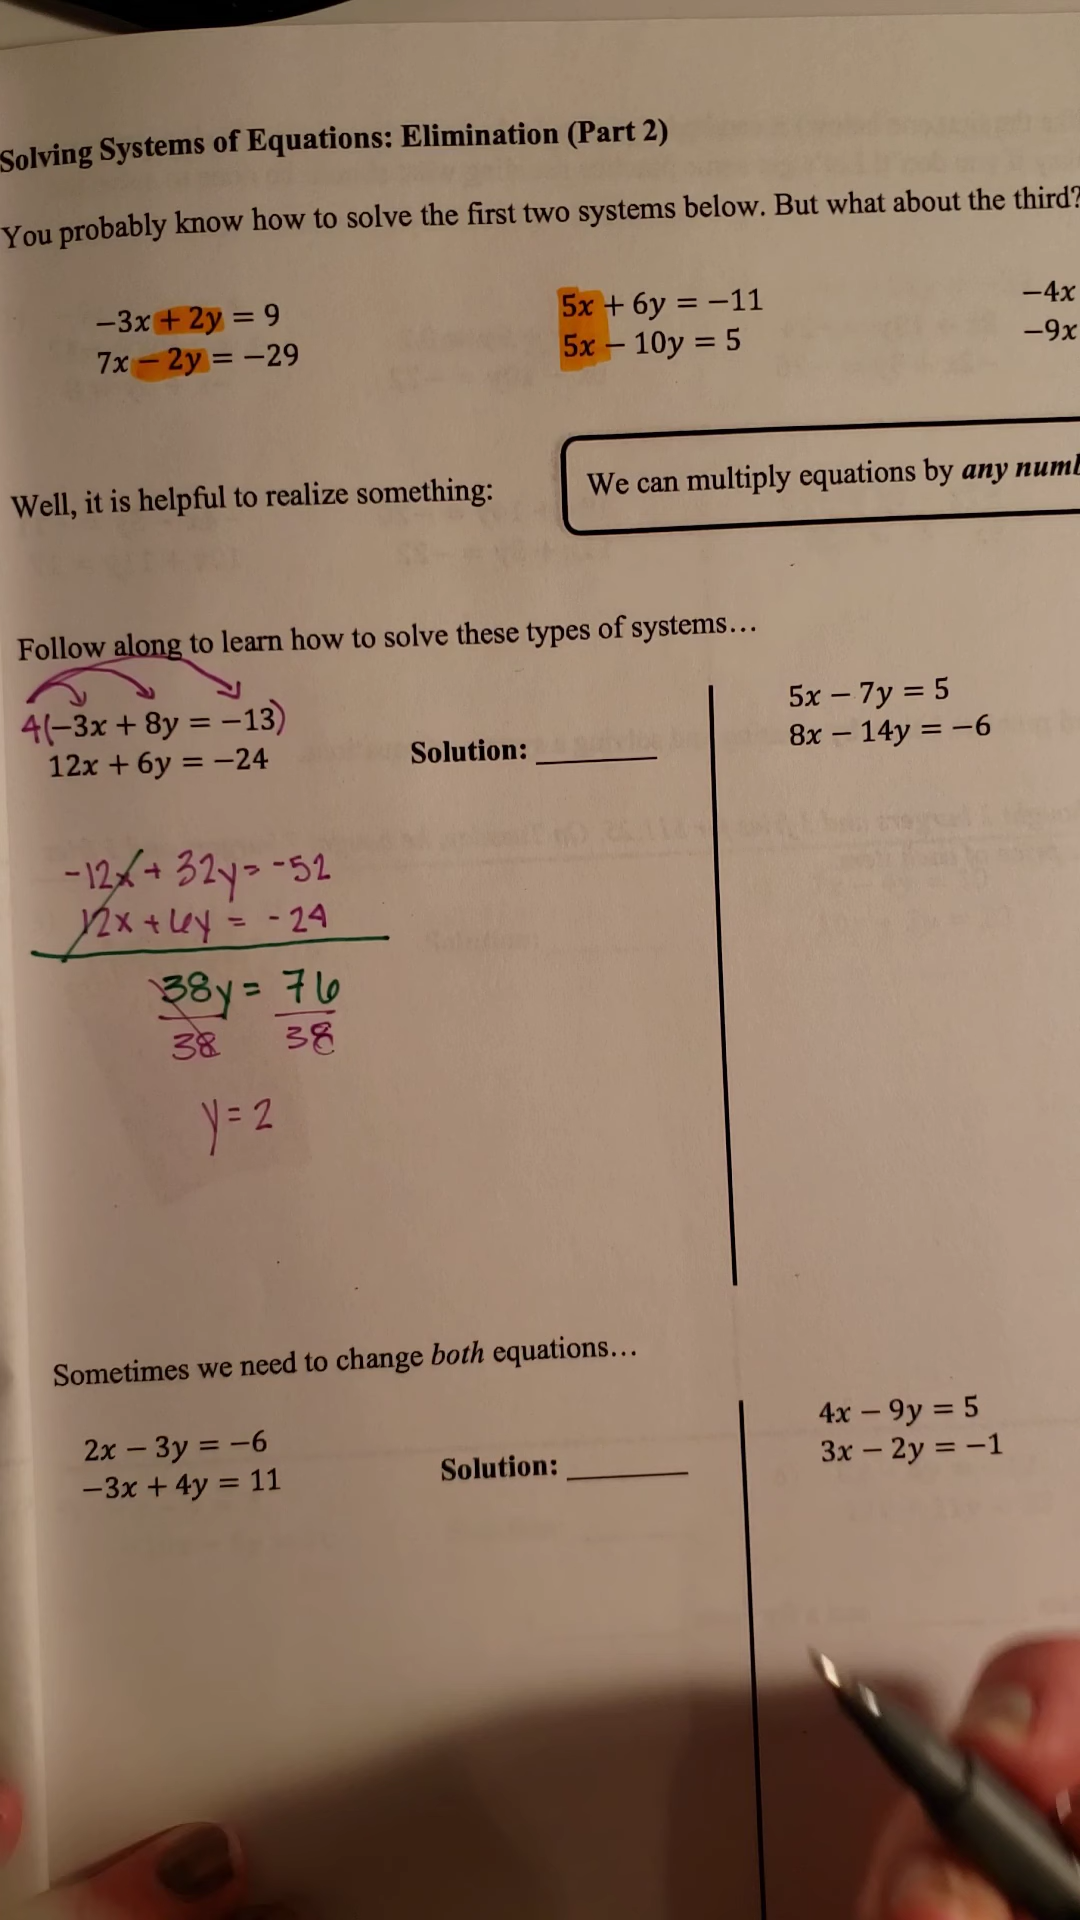 Solving Systems of Equations: Elimination (Part 2)
You probably know how to solve the first two systems below. But what about the third?
−3x + 2y = 9
7x − 2y = −29
5x + 6y = −11
5x − 10y = 5
−4x
−9x
Well, it is helpful to realize something:
We can multiply equations by any numb
Follow along to learn how to solve these types of systems…
4(−3x + 8y = −13)
12x + 6y = −24
Solution: ________
-12x + 32y = -52
12x + 6y = -24
38y = 76
38 38
y = 2
5x − 7y = 5
8x − 14y = −6
Sometimes we need to change both equations…
2x − 3y = −6
−3x + 4y = 11
Solution: ________
4x − 9y = 5
3x − 2y = −1